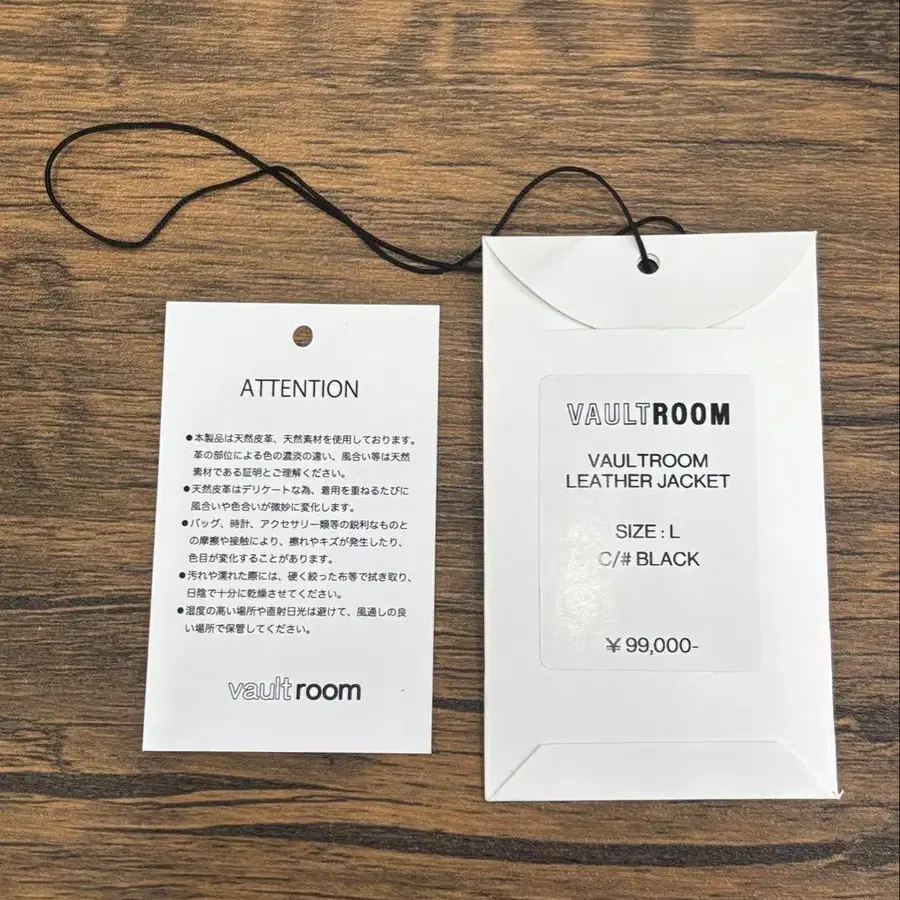 ATTENTION
●本製品は天然皮革、天然素材を使用しております。
革の部位による色の濃淡の違い、風合い等は天然
素材である証明とご理解ください。
●天然皮革はデリケートな為、着用を重ねるたびに
風合いや色合いが微妙に変化します。
●バッグ、時計、アクセサリー類等の鋭利なものと
の摩擦や接触により、擦れやキズが発生したり、
色目が変化することがあります。
●汚れや濡れた際には、硬く絞った布等で拭き取り、
日陰で十分に乾燥させてください。
●湿度の高い場所や直射日光は避けて、風通しの良
い場所で保管してください。
vaultroom
VAULTROOM
VAULTROOM
LEATHER JACKET
SIZE : L
C/# BLACK
¥ 99,000-